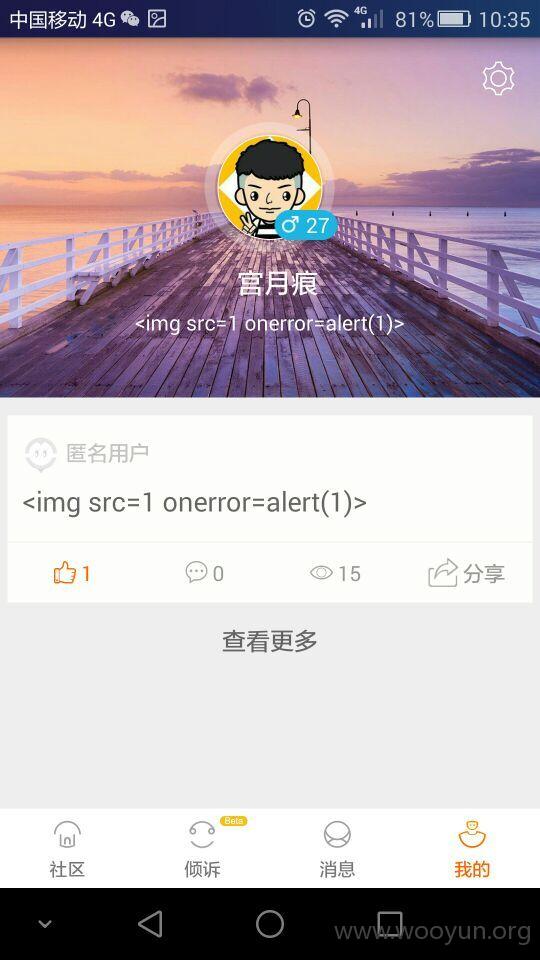 中国移动 4G 4G 81% 10:35
♂ 27
宫月痕
<img src=1 onerror=alert(1)>
匿名用户
<img src=1 onerror=alert(1)>
1 0 15 分享
查看更多
Beta
社区 倾诉 消息 我的
www.wooyun.org